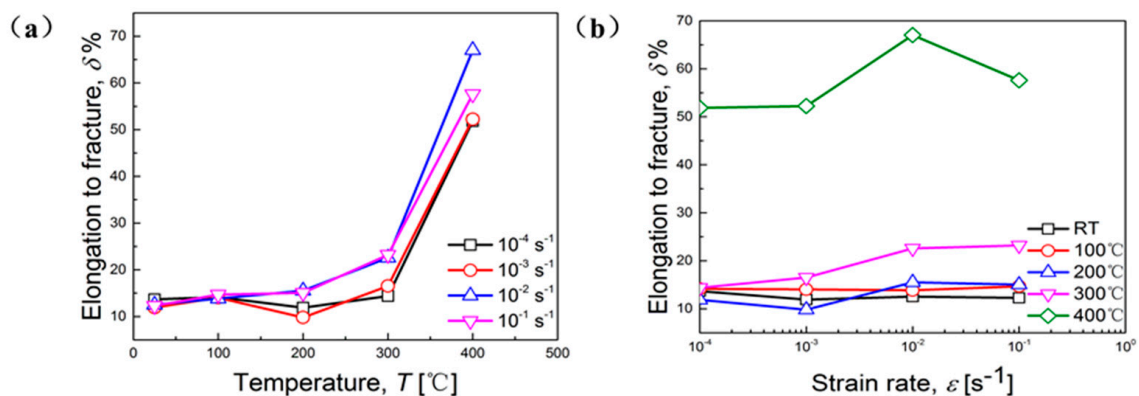 (a)
Elongation to fracture, δ%
70
60
50
40
30
20
10
0
100
200
300
400
500
Temperature, T [℃]
10⁻⁴ s⁻¹
10⁻³ s⁻¹
10⁻² s⁻¹
10⁻¹ s⁻¹
(b)
Elongation to fracture, δ%
70
60
50
40
30
20
10
10⁻⁴
10⁻³
10⁻²
10⁻¹
10⁰
Strain rate, ε [s⁻¹]
RT
100℃
200℃
300℃
400℃